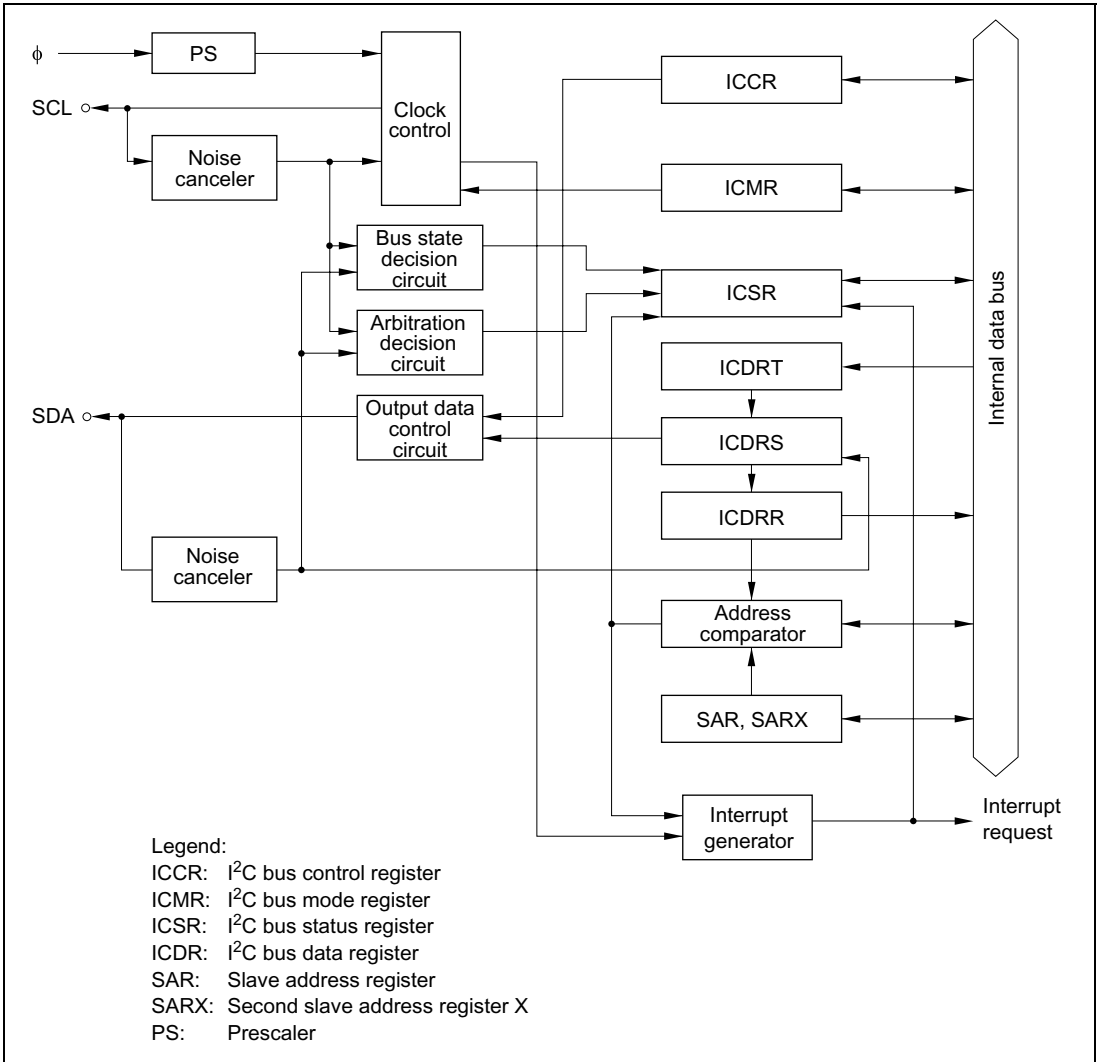 ϕ
PS
SCL
Clock
control
Noise
canceler
ICCR
ICMR
Bus state
decision
circuit
ICSR
Arbitration
decision
circuit
ICDRT
SDA
Output data
control
circuit
ICDRS
ICDRR
Noise
canceler
Address
comparator
SAR, SARX
Internal data bus
Interrupt
generator
Interrupt
request
Legend:
ICCR: I²C bus control register
ICMR: I²C bus mode register
ICSR: I²C bus status register
ICDR: I²C bus data register
SAR: Slave address register
SARX: Second slave address register X
PS: Prescaler